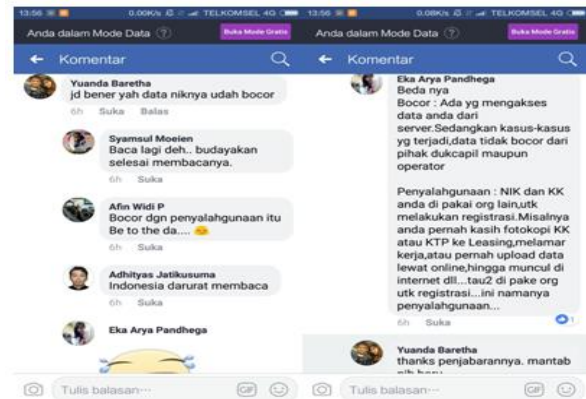 13:56
0.00K/s
TELKOMSEL 4G
Anda dalam Mode Data
Buka Mode Gratis
Komentar
Yuanda Baretha
jd bener yah data niknya udah bocor
6h Suka Balas
Syamsul Moeien
Baca lagi deh.. budayakan
selesai membacanya.
6h Suka
Afin Widi P
Bocor dgn penyalahgunaan itu
Be to the da....
6h Suka
Adhityas Jatikusuma
Indonesia darurat membaca
6h Suka
Eka Arya Pandhega
Tulis balasan...
GIF
13:56
0.08K/s
TELKOMSEL 4G
Anda dalam Mode Data
Buka Mode Gratis
Komentar
Eka Arya Pandhega
Beda nya
Bocor : Ada yg mengakses
data anda dari
server.Sedangkan kasus-kasus
yg terjadi,data tidak bocor dari
pihak dukcapil maupun
operator
Penyalahgunaan : NIK dan KK
anda di pakai org lain,utk
melakukan registrasi.Misalnya
anda pernah kasih fotokopi KK
atau KTP ke Leasing,melamar
kerja,atau pernah upload data
lewat online,hingga muncul di
internet dll...tau2 di pake org
utk registrasi...ini namanya
penyalahgunaan...
6h Suka
1
Yuanda Baretha
thanks penjabarannya. mantab
Tulis balasan...
GIF